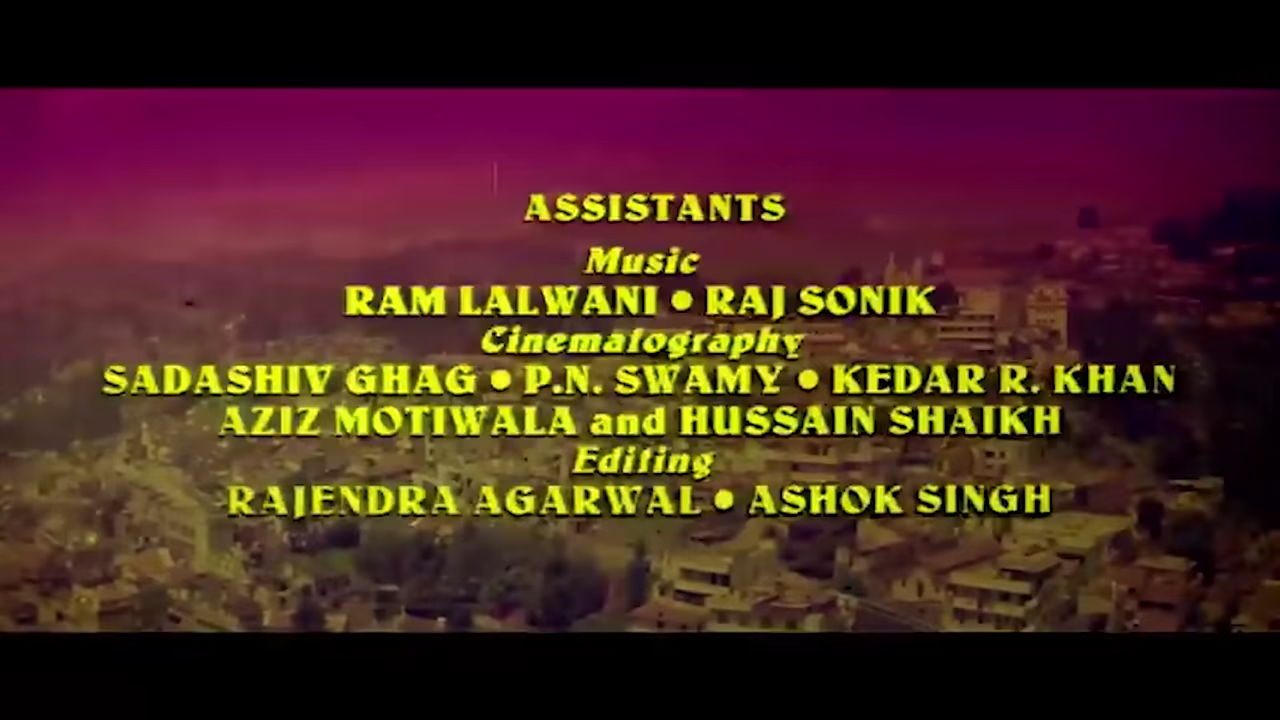 ASSISTANTS
Music
RAM LALWANI • RAJ SONIK
Cinematography
SADASHIV GHAG • P.N. SWAMY • KEDAR R. KHAN
AZIZ MOTIWALA and HUSSAIN SHAIKH
Editing
RAJENDRA AGARWAL • ASHOK SINGH